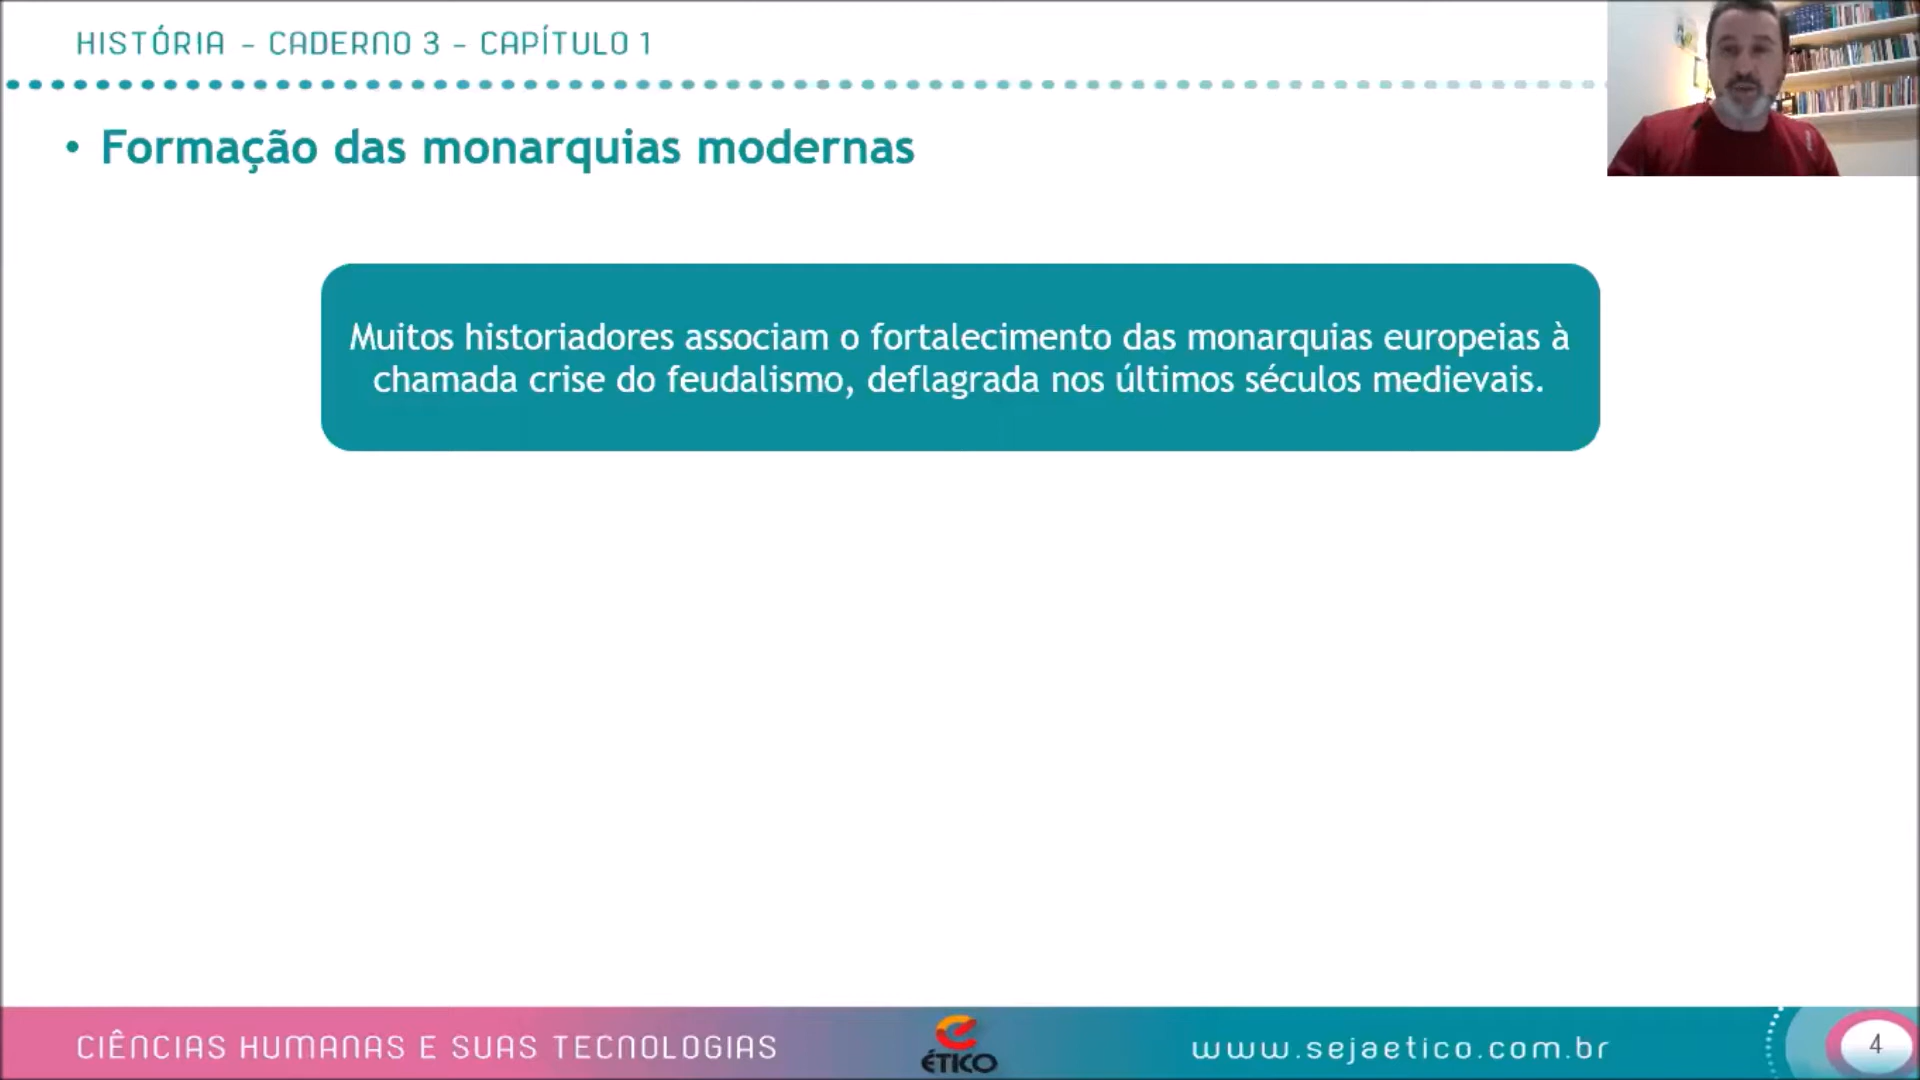 HISTÓRIA - CADERNO 3 - CAPÍTULO 1
• Formação das monarquias modernas
Muitos historiadores associam o fortalecimento das monarquias europeias à
chamada crise do feudalismo, deflagrada nos últimos séculos medievais.
CIÊNCIAS HUMANAS E SUAS TECNOLOGIAS
ÉTICO
www.sejaetico.com.br
4